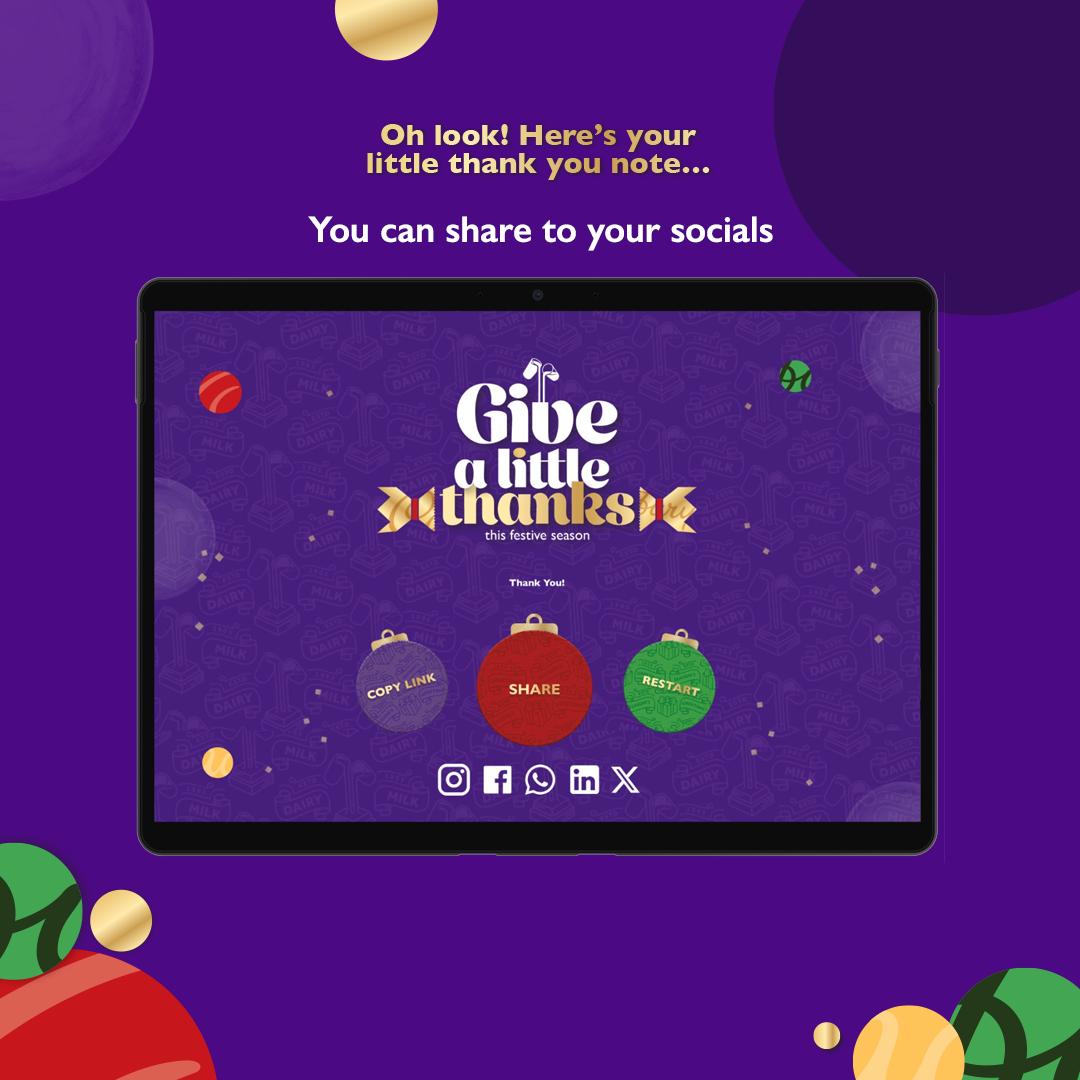 Oh look! Here's your
little thank you note...
You can share to your socials
Give
a little
thanks
this festive season
Thank You!
COPY LINK
SHARE
RESTART